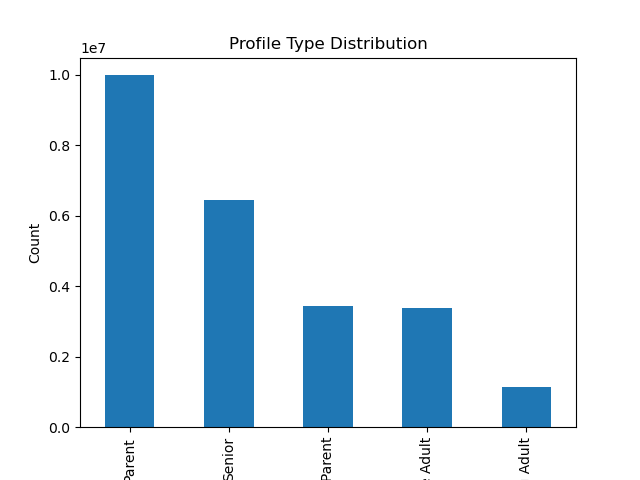 Profile Type Distribution
1e7
1.0
0.8
0.6
0.4
0.2
0.0
Count
Parent
Senior
Parent
Adult
Adult